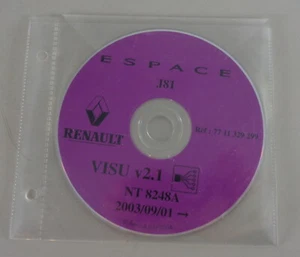 ESPACE
J81
RENAULT
VISU v2.1
NT 8248A
2003/09/01 →